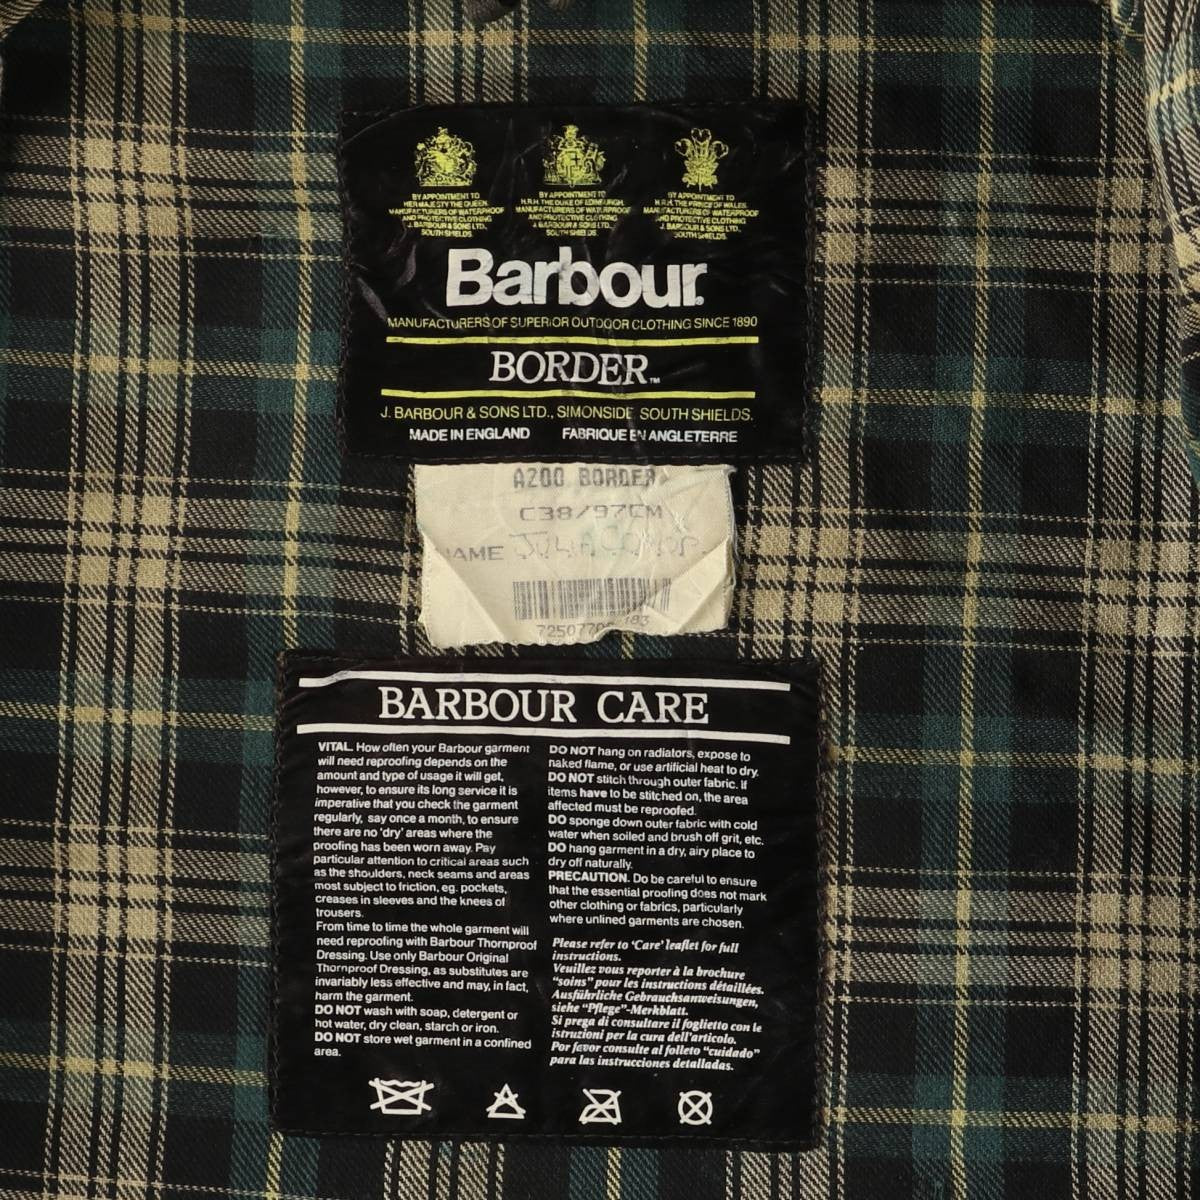 BY APPOINTMENT TO
HER MAJESTY THE QUEEN
MANUFACTURERS OF WATERPROOF
AND PROTECTIVE CLOTHING
J. BARBOUR & SONS LTD.,
SOUTH SHIELDS
BY APPOINTMENT TO
H.R.H. THE DUKE OF EDINBURGH,
MANUFACTURERS OF WATERPROOF
AND PROTECTIVE CLOTHING
J. BARBOUR & SONS LTD.,
SOUTH SHIELDS.
BY APPOINTMENT TO
H.R.H. THE PRINCE OF WALES
MANUFACTURERS OF WATERPROOF
AND PROTECTIVE CLOTHING
J. BARBOUR & SONS LTD.,
SOUTH SHIELDS.
Barbour.
MANUFACTURERS OF SUPERIOR OUTDOOR CLOTHING SINCE 1890
BORDER™
J. BARBOUR & SONS LTD., SIMONSIDE SOUTH SHIELDS.
MADE IN ENGLAND FABRIQUE EN ANGLETERRE
A200 BORDER
C38/97CM
NAME
BARBOUR CARE
VITAL. How often your Barbour garment
will need reproofing depends on the
amount and type of usage it will get,
however, to ensure its long service it is
imperative that you check the garment
regularly, say once a month, to ensure
there are no 'dry' areas where the
proofing has been worn away. Pay
particular attention to critical areas such
as the shoulders, neck seams and areas
most subject to friction, eg. pockets,
creases in sleeves and the knees of
trousers.
From time to time the whole garment will
need reproofing with Barbour Thornproof
Dressing. Use only Barbour Original
Thornproof Dressing, as substitutes are
invariably less effective and may, in fact,
harm the garment.
DO NOT wash with soap, detergent or
hot water, dry clean, starch or iron.
DO NOT store wet garment in a confined
area.
DO NOT hang on radiators, expose to
naked flame, or use artificial heat to dry.
DO NOT stitch through outer fabric. If
items have to be stitched on, the area
affected must be reproofed.
DO sponge down outer fabric with cold
water when soiled and brush off grit, etc.
DO hang garment in a dry, airy place to
dry off naturally.
PRECAUTION. Do be careful to ensure
that the essential proofing does not mark
other clothing or fabrics, particularly
where unlined garments are chosen.
Please refer to 'Care' leaflet for full
instructions.
Veuillez vous reporter à la brochure
"soins" pour les instructions détaillées.
Ausführliche Gebrauchsanweisungen,
siehe "Pflege"-Merkblatt.
Si prega di consultare il foglietto con le
istruzioni per la cura dell'articolo.
Por favor consulte al folleto "cuidado"
para las instrucciones detalladas.